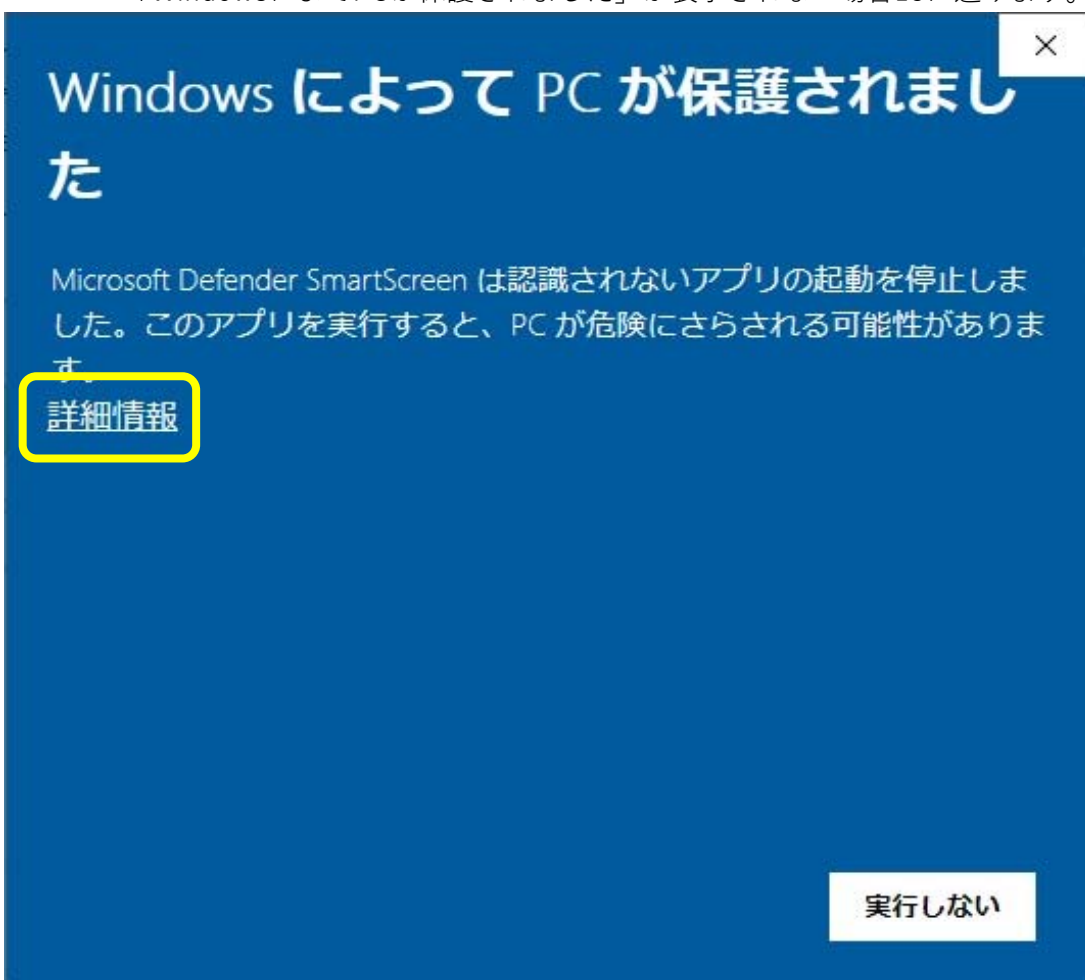 Windows によって PC が保護されまし
た
Microsoft Defender SmartScreen は認識されないアプリの起動を停止しま
した。このアプリを実行すると、PC が危険にさらされる可能性がありま
す。
詳細情報
実行しない